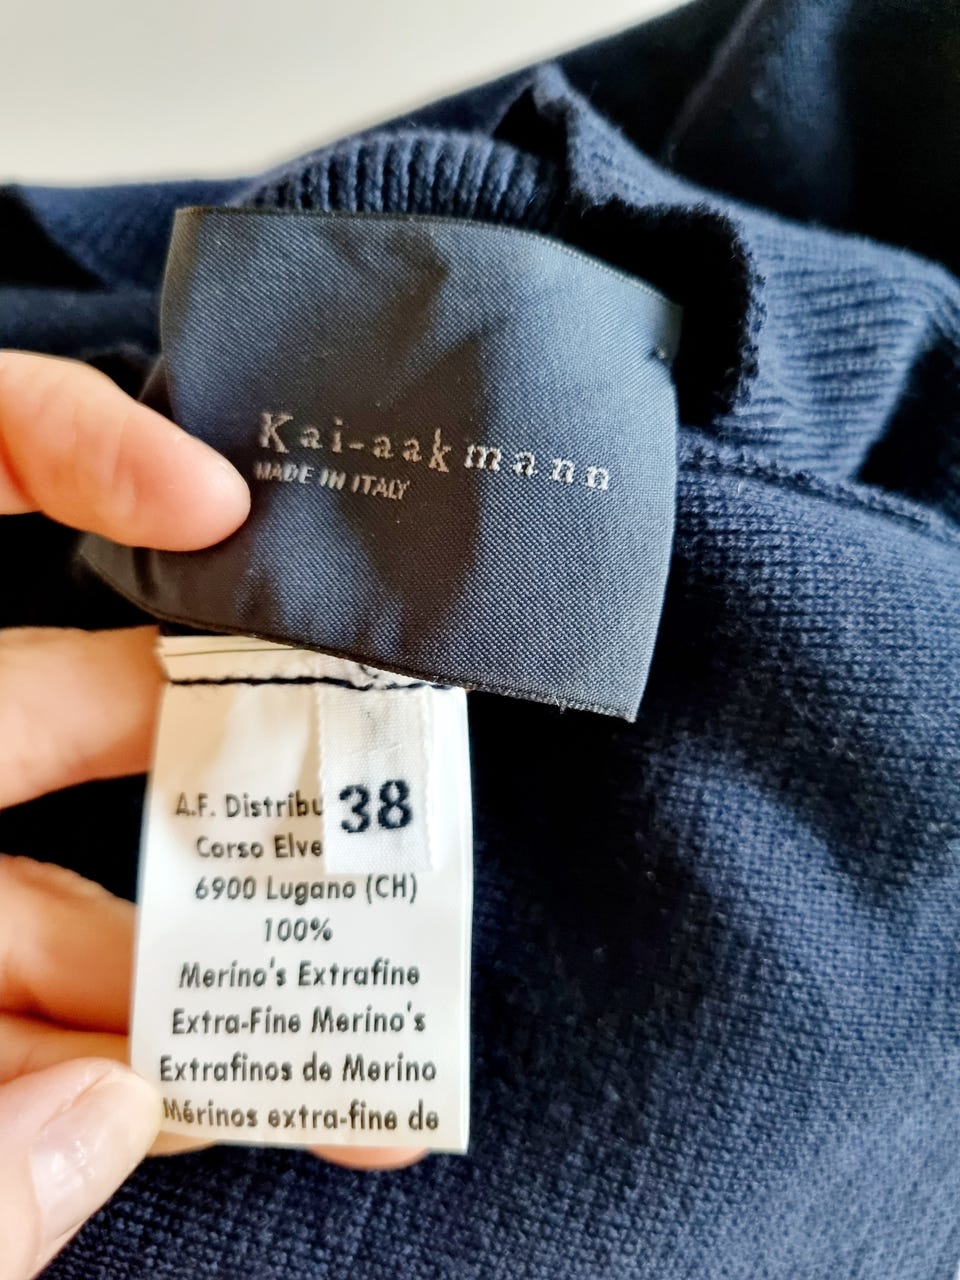 Kai-aakmann
MADE IN ITALY
38
A.F. Distribu
Corso Elve
6900 Lugano (CH)
100%
Merino's Extrafine
Extra-Fine Merino's
Extrafinos de Merino
Mérinos extra-fine de